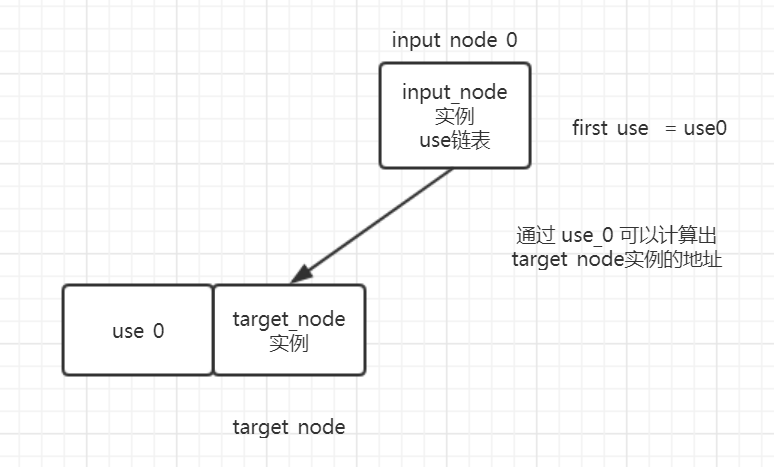 input node 0
input_node
实例
use链表
first use = use0
通过 use_0 可以计算出
target node实例的地址
use 0
target_node
实例
target node